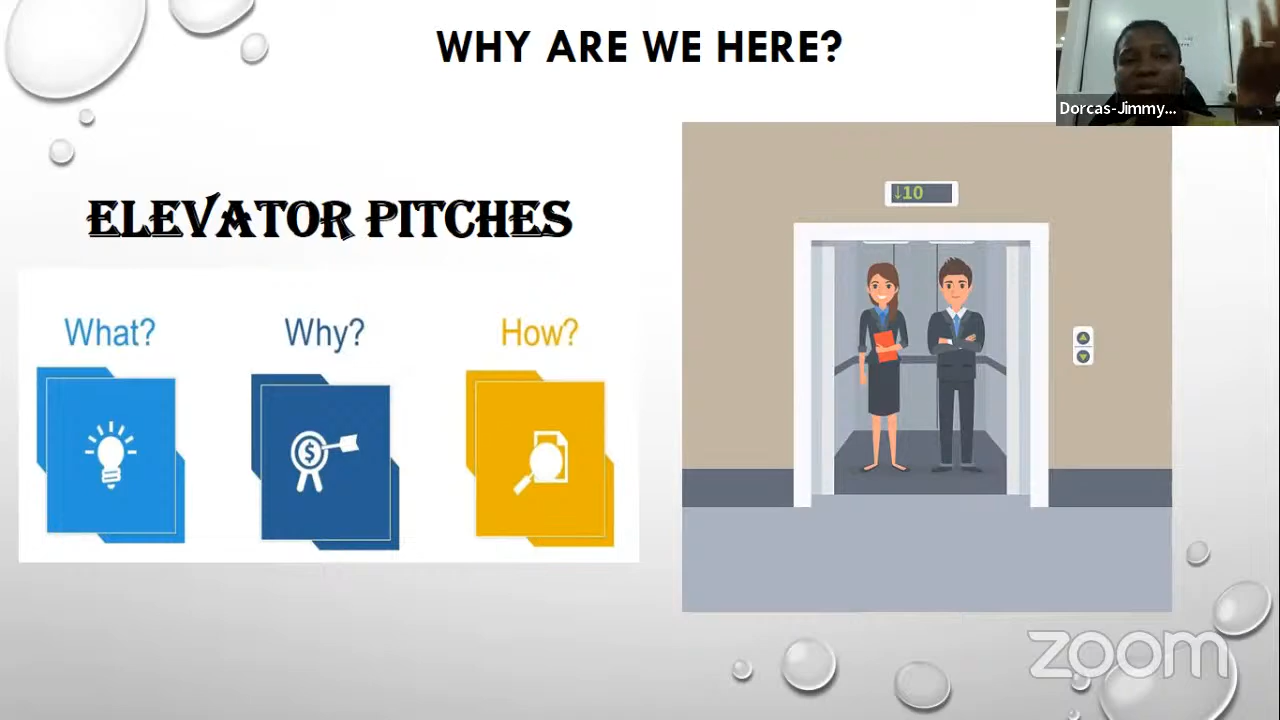 WHY ARE WE HERE?
Dorcas-Jimmy...
ELEVATOR PITCHES
↓10
What?
Why?
How?
$
zoom